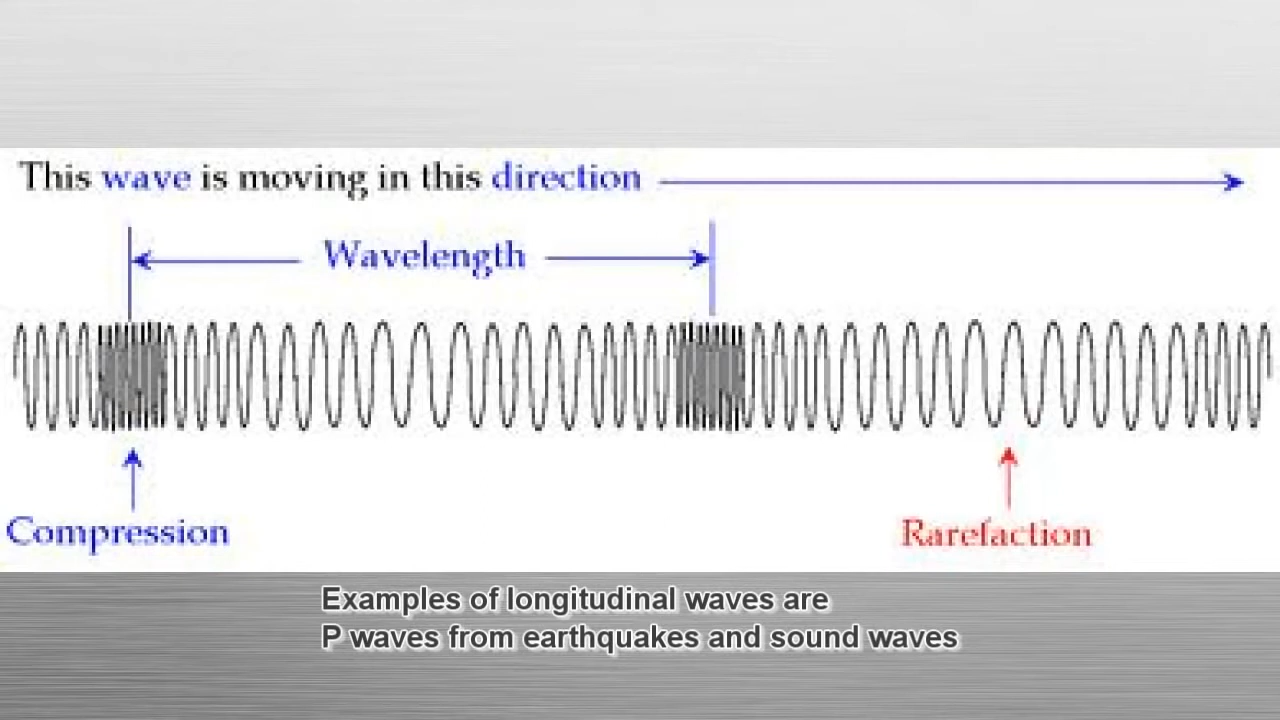 This wave is moving in this direction
Wavelength
Compression
Rarefaction
Examples of longitudinal waves are
P waves from earthquakes and sound waves